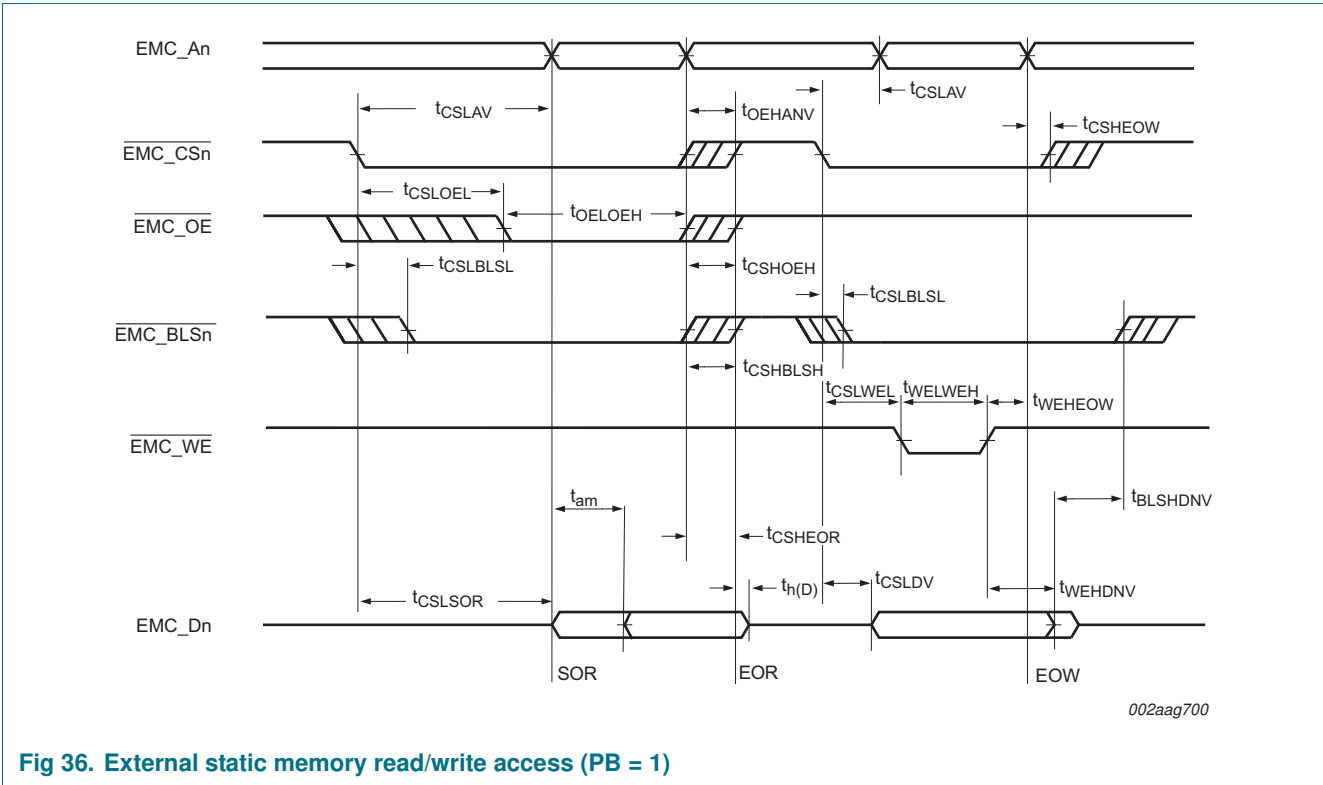 EMC_An
tCSLAV
tCSLAV
tOEHANV
tCSHEOW
EMC_CSn
tCSLOEL
tOELOEH
EMC_OE
tCSLBLSL
tCSHOEH
tCSLBLSL
EMC_BLSn
tCSHBLSH
tCSLWEL
tWELWEH
tWEHEOW
EMC_WE
tam
tBLSHDNV
tCSHEOR
tCSLSOR
th(D)
tCSLDV
tWEHDNV
EMC_Dn
SOR
EOR
EOW
002aag700
Fig 36. External static memory read/write access (PB = 1)